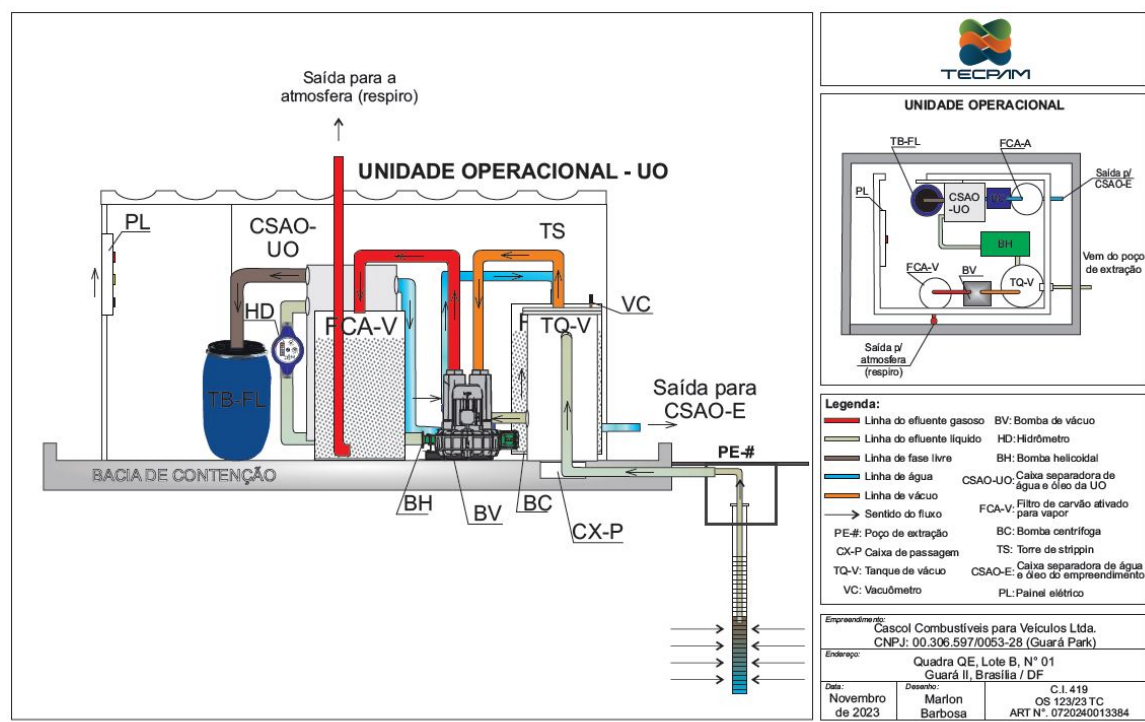 Saída para a
atmosfera (respiro)
UNIDADE OPERACIONAL - UO
PL
CSAO-
UO
TS
HD
FCA-V
TQ-V
VC
TB-FL
Saída para
CSAO-E
PE-#
BACIA DE CONTENÇÃO
BH
BV
BC
CX-P
TECPAM
UNIDADE OPERACIONAL
TB-FL
FCA-A
PL
CSAO
-UO
Saída p/
CSAO-E
BH
Vem do poço
de extração
FCA-V
BV
TQ-V
Saída p/
atmosfera
(respiro)
Legenda:
Linha do efluente gasoso
BV: Bomba de vácuo
Linha do efluente líquido
HD: Hidrômetro
Linha de fase livre
BH: Bomba helicoidal
Linha de água
CSAO-UO: Caixa separadora de
água e óleo da UO
Linha de vácuo
Sentido do fluxo
FCA-V: Filtro de carvão ativado
para vapor
PE-#: Poço de extração
BC: Bomba centrífoga
CX-P Caixa de passagem
TS: Torre de strippin
TQ-V: Tanque de vácuo
CSAO-E: Caixa separadora de água
e óleo do empreendimento
VC: Vacuômetro
PL: Painel elétrico
Empreendimento:
Cascol Combustíveis para Veículos Ltda.
CNPJ: 00.306.597/0053-28 (Guará Park)
Endereço:
Quadra QE, Lote B, N° 01
Guará II, Brasília / DF
Data:
Novembro
de 2023
Desenho:
Marlon
Barbosa
C.I. 419
OS 123/23 TC
ART N°. 0720240013384